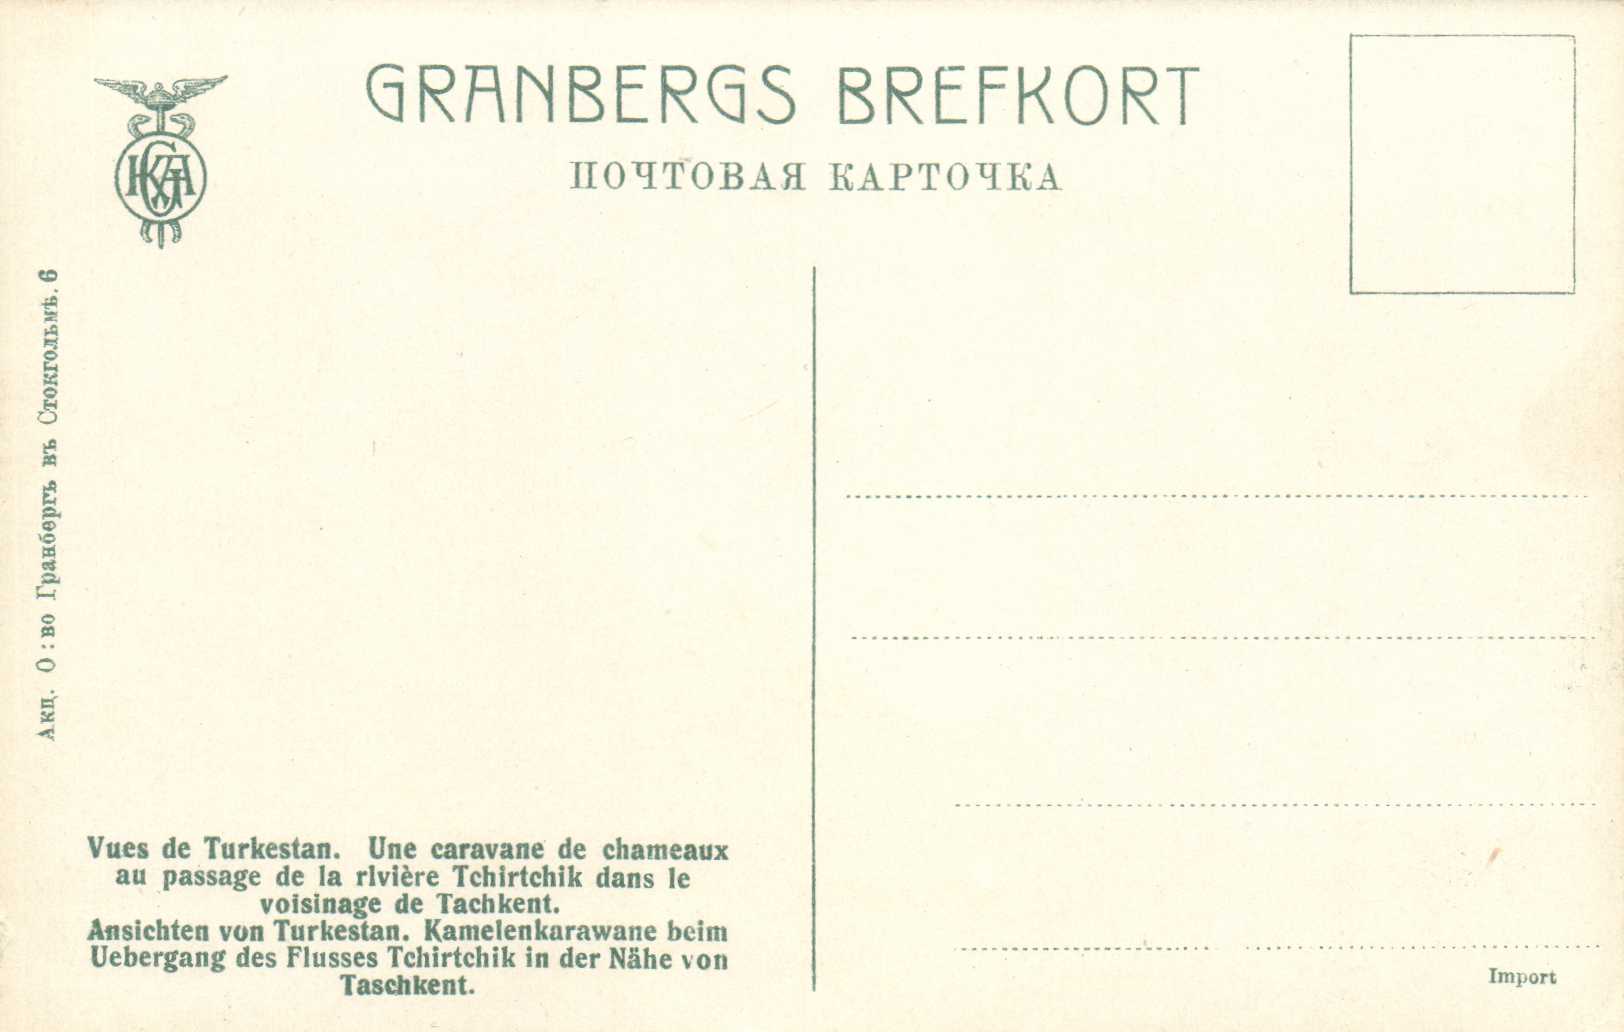 GRANBERGS BREFKORT
ПОЧТОВАЯ КАРТОЧКА
Акц. О:во Гранбергъ въ Стокгольмѣ. 6
Vues de Turkestan. Une caravane de chameaux
au passage de la rlvière Tchirtchik dans le
voisinage de Tachkent.
Ansichten von Turkestan. Kamelenkarawane beim
Uebergang des Flusses Tchirtchik in der Nähe von
Taschkent.
Import